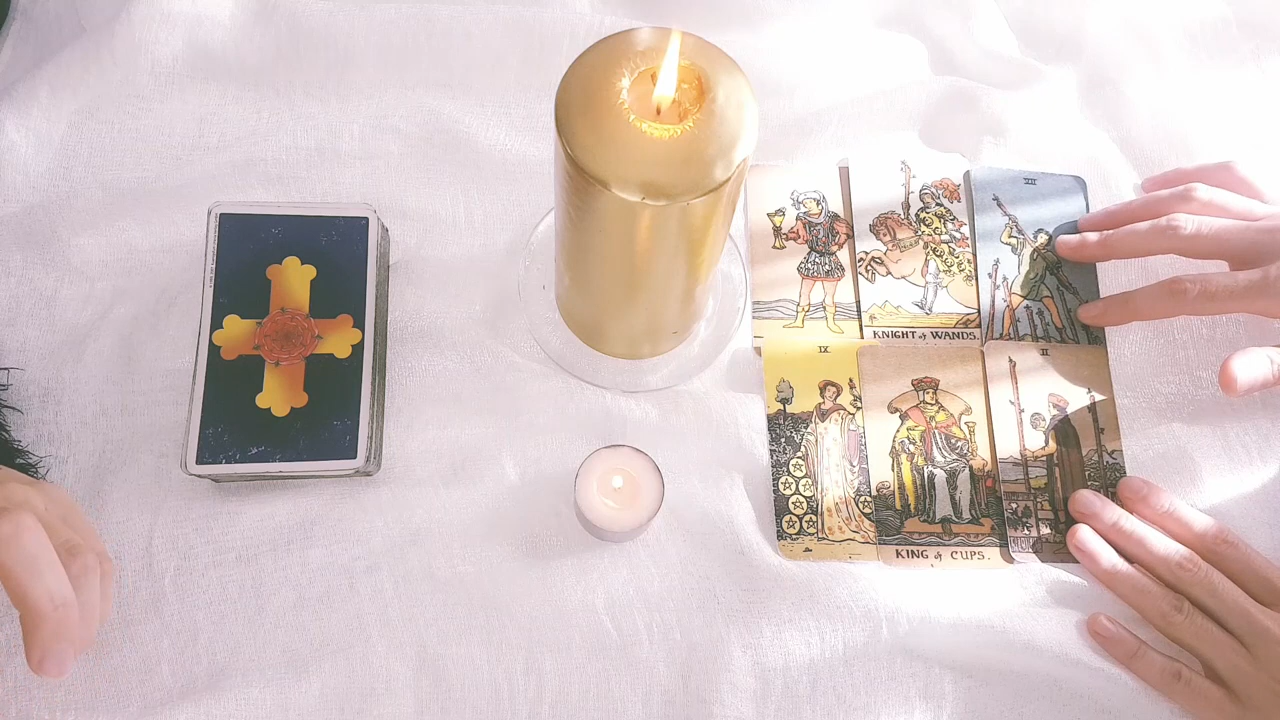 VII
KNIGHT of WANDS.
IX
II
KING of CUPS.